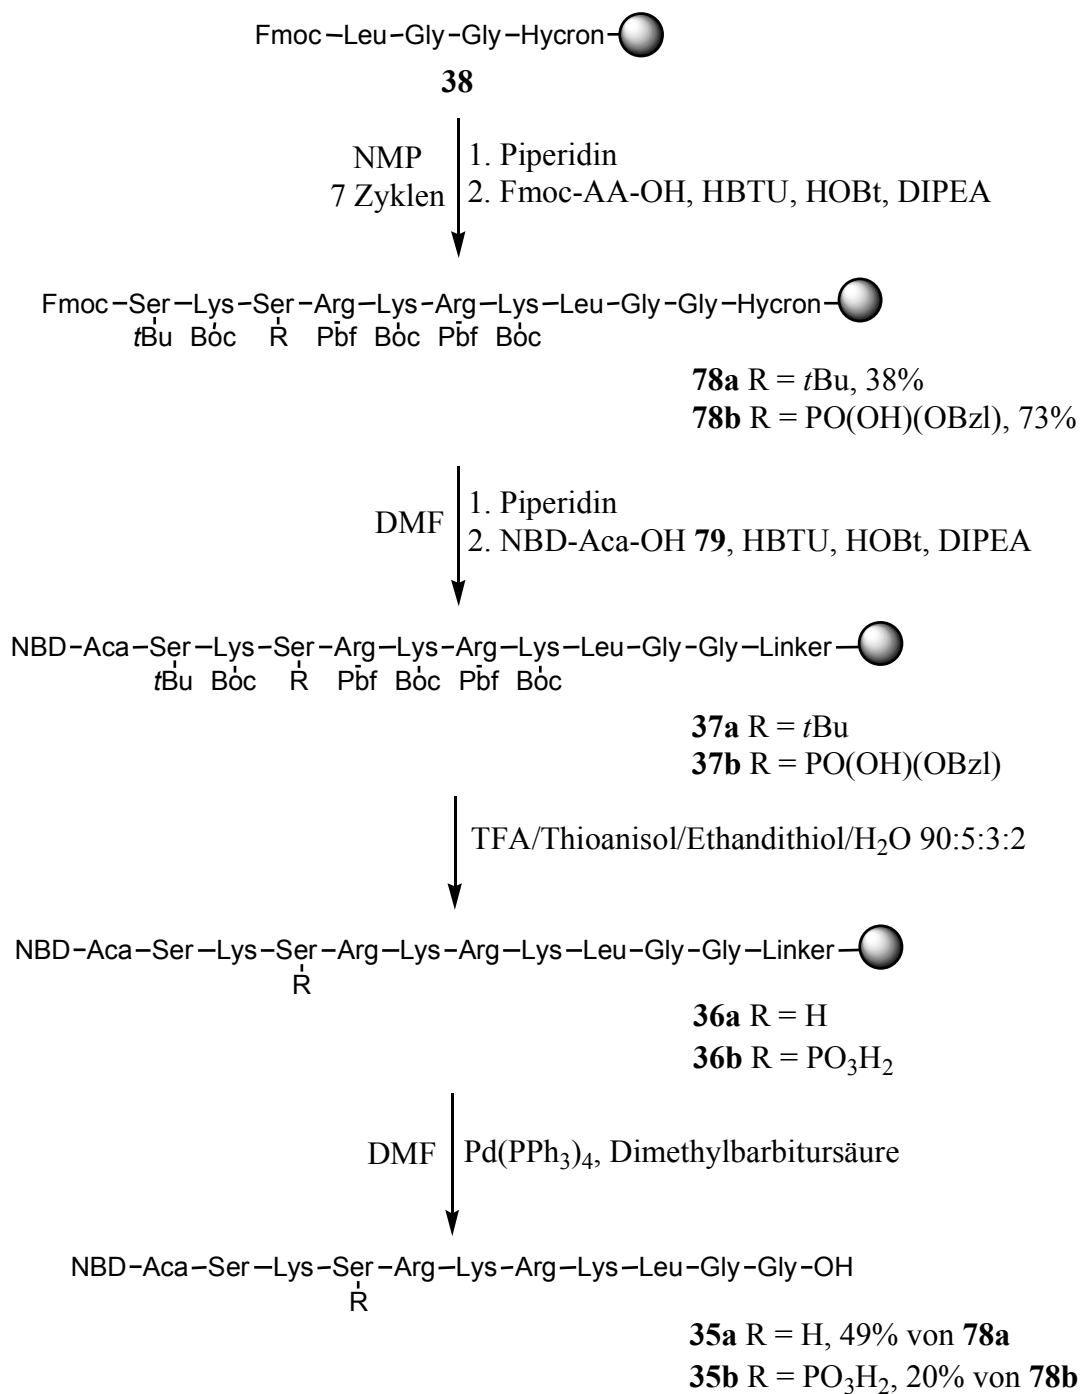 Fmoc–Leu–Gly–Gly–Hycron
38
NMP
7 Zyklen
1. Piperidin
2. Fmoc-AA-OH, HBTU, HOBt, DIPEA
Fmoc–Ser–Lys–Ser–Arg–Lys–Arg–Lys–Leu–Gly–Gly–Hycron
tBu Boc R Pbf Boc Pbf Boc
78a R = tBu, 38%
78b R = PO(OH)(OBzl), 73%
DMF
1. Piperidin
2. NBD-Aca-OH 79, HBTU, HOBt, DIPEA
NBD–Aca–Ser–Lys–Ser–Arg–Lys–Arg–Lys–Leu–Gly–Gly–Linker
tBu Boc R Pbf Boc Pbf Boc
37a R = tBu
37b R = PO(OH)(OBzl)
TFA/Thioanisol/Ethandithiol/H₂O 90:5:3:2
NBD–Aca–Ser–Lys–Ser–Arg–Lys–Arg–Lys–Leu–Gly–Gly–Linker
R
36a R = H
36b R = PO₃H₂
DMF
Pd(PPh₃)₄, Dimethylbarbitursäure
NBD–Aca–Ser–Lys–Ser–Arg–Lys–Arg–Lys–Leu–Gly–Gly–OH
R
35a R = H, 49% von 78a
35b R = PO₃H₂, 20% von 78b